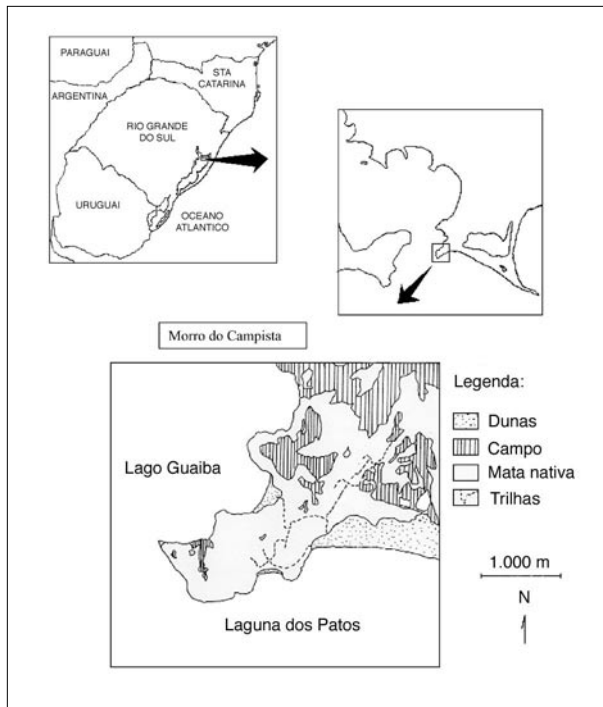 PARAGUAI
ARGENTINA
STA
CATARINA
RIO GRANDE
DO SUL
URUGUAI
OCEANO
ATLANTICO
Morro do Campista
Lago Guaiba
Laguna dos Patos
Legenda:
Dunas
Campo
Mata nativa
Trilhas
1.000 m
N